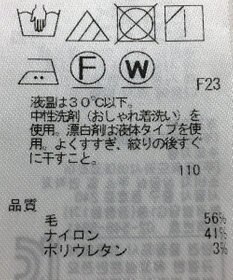 F W
F23
液温は30℃以下。
中性洗剤（おしゃれ着洗い）を
使用。漂白剤は液体タイプを使
用。よくすすぎ、絞りの後すぐ
に干すこと。
110
品質
毛 56%
ナイロン 41%
ポリウレタン 3%